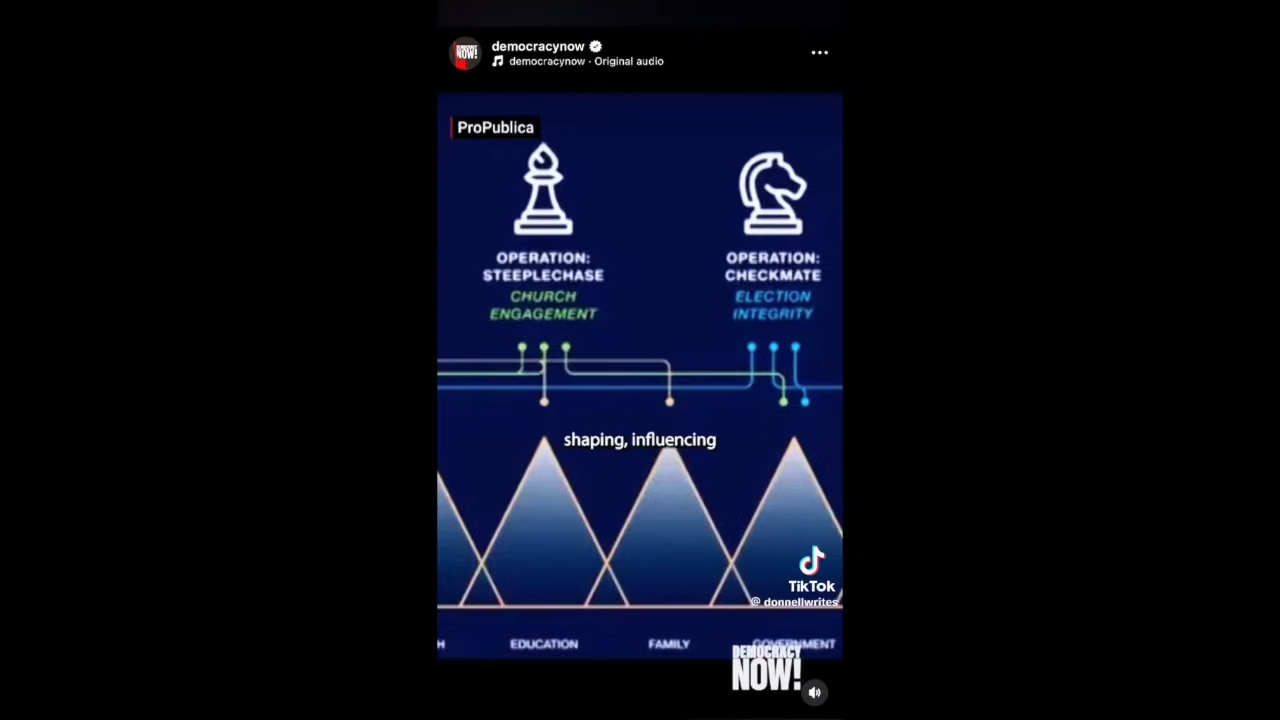 democracynow
democracynow · Original audio
ProPublica
OPERATION:
STEEPLECHASE
CHURCH
ENGAGEMENT
OPERATION:
CHECKMATE
ELECTION
INTEGRITY
shaping, influencing
TikTok
@ donnellwrites
H
EDUCATION
FAMILY
GOVERNMENT
DEMOCRACY
NOW!